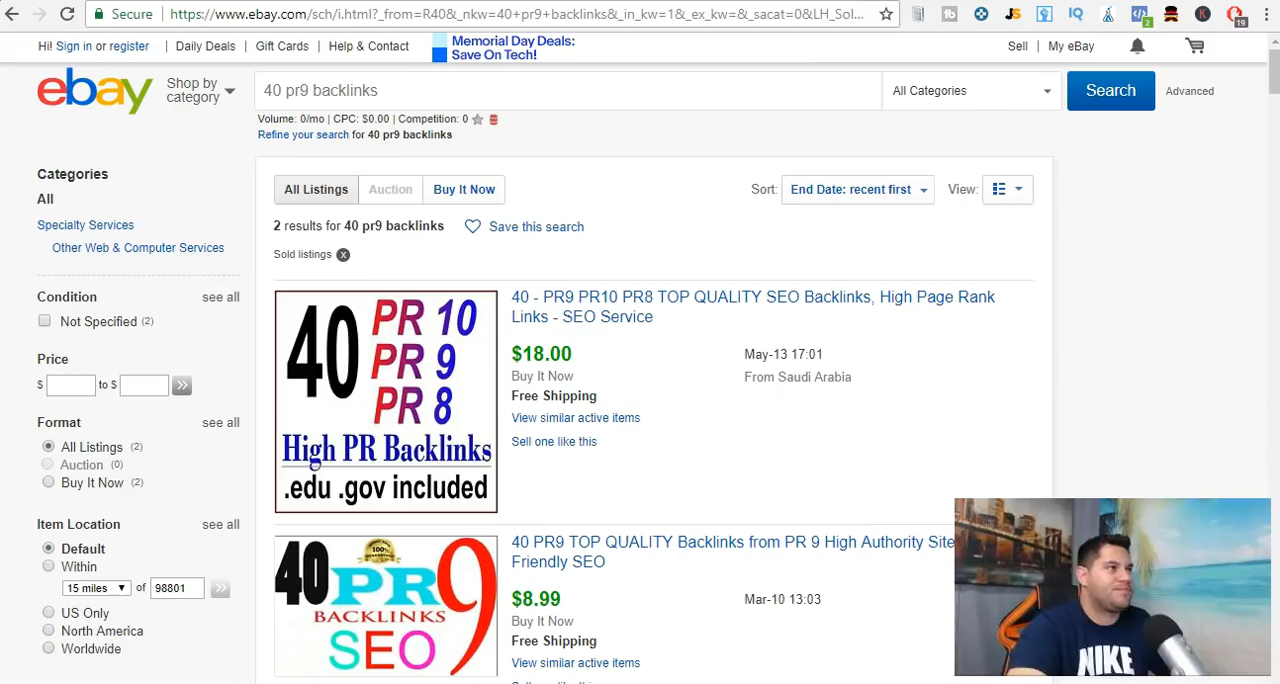 Secure https://www.ebay.com/sch/i.html?_from=R40&_nkw=40+pr9+backlinks&_in_kw=1&_ex_kw=&_sacat=0&LH_Sol...
tb JS IQ 2 K 19
Hi! Sign in or register Daily Deals Gift Cards Help & Contact Memorial Day Deals:
Save On Tech! Sell My eBay
ebay Shop by
category 40 pr9 backlinks All Categories Search Advanced
Volume: 0/mo | CPC: $0.00 | Competition: 0
Refine your search for 40 pr9 backlinks
Categories
All
Specialty Services
Other Web & Computer Services
Condition see all
Not Specified (2)
Price
$ to $
Format see all
All Listings (2)
Auction (0)
Buy It Now (2)
Item Location see all
Default
Within
15 miles of 98801
US Only
North America
Worldwide
All Listings Auction Buy It Now Sort: End Date: recent first View:
2 results for 40 pr9 backlinks Save this search
Sold listings x
40 PR 10
PR 9
PR 8
High PR Backlinks
.edu .gov included
40 - PR9 PR10 PR8 TOP QUALITY SEO Backlinks, High Page Rank
Links - SEO Service
$18.00 May-13 17:01
Buy It Now From Saudi Arabia
Free Shipping
View similar active items
Sell one like this
40 100% PR9
BACKLINKS
SEO
40 PR9 TOP QUALITY Backlinks from PR 9 High Authority Site
Friendly SEO
$8.99 Mar-10 13:03
Buy It Now
Free Shipping
View similar active items
NIKE